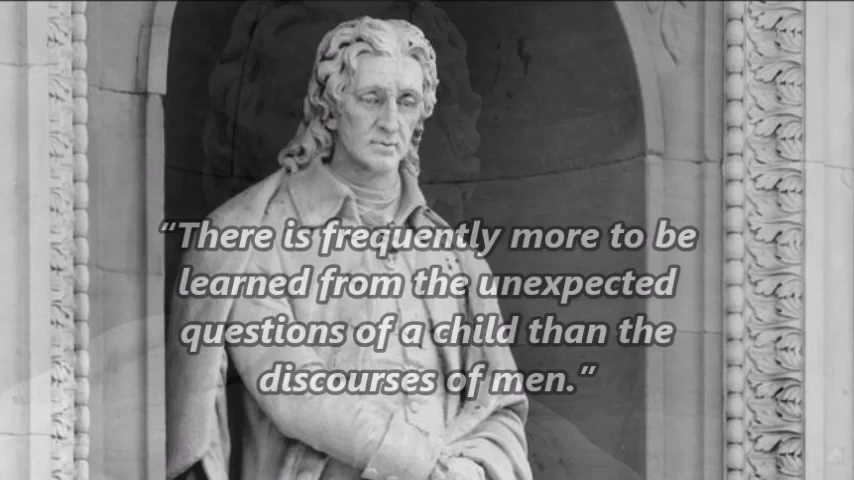 “There is frequently more to be
learned from the unexpected
questions of a child than the
discourses of men.”